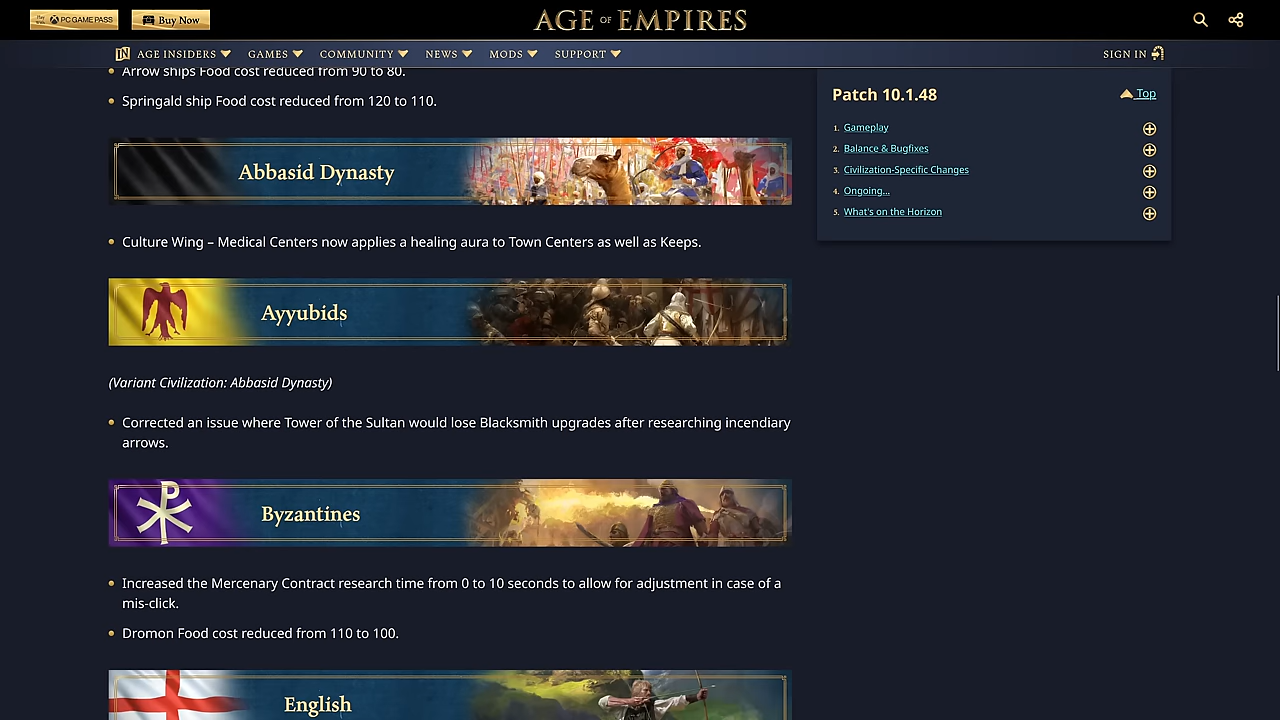 PC GAME PASS
Buy Now
AGE OF EMPIRES
AGE INSIDERS
GAMES
COMMUNITY
NEWS
MODS
SUPPORT
SIGN IN
Arrow ships Food cost reduced from 90 to 80.
Springald ship Food cost reduced from 120 to 110.
Abbasid Dynasty
Culture Wing – Medical Centers now applies a healing aura to Town Centers as well as Keeps.
Ayyubids
(Variant Civilization: Abbasid Dynasty)
Corrected an issue where Tower of the Sultan would lose Blacksmith upgrades after researching incendiary
arrows.
Byzantines
Increased the Mercenary Contract research time from 0 to 10 seconds to allow for adjustment in case of a
mis-click.
Dromon Food cost reduced from 110 to 100.
English
Patch 10.1.48
Top
1. Gameplay
2. Balance & Bugfixes
3. Civilization-Specific Changes
4. Ongoing...
5. What's on the Horizon